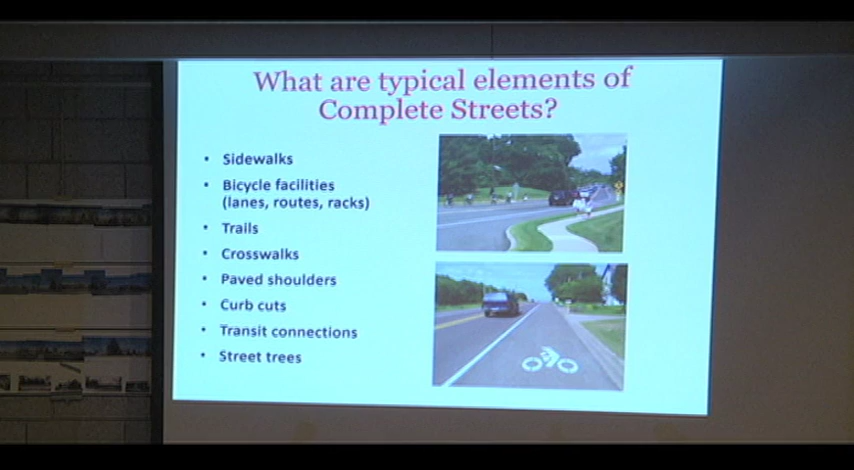 What are typical elements of
Complete Streets?
• Sidewalks
• Bicycle facilities
(lanes, routes, racks)
• Trails
• Crosswalks
• Paved shoulders
• Curb cuts
• Transit connections
• Street trees